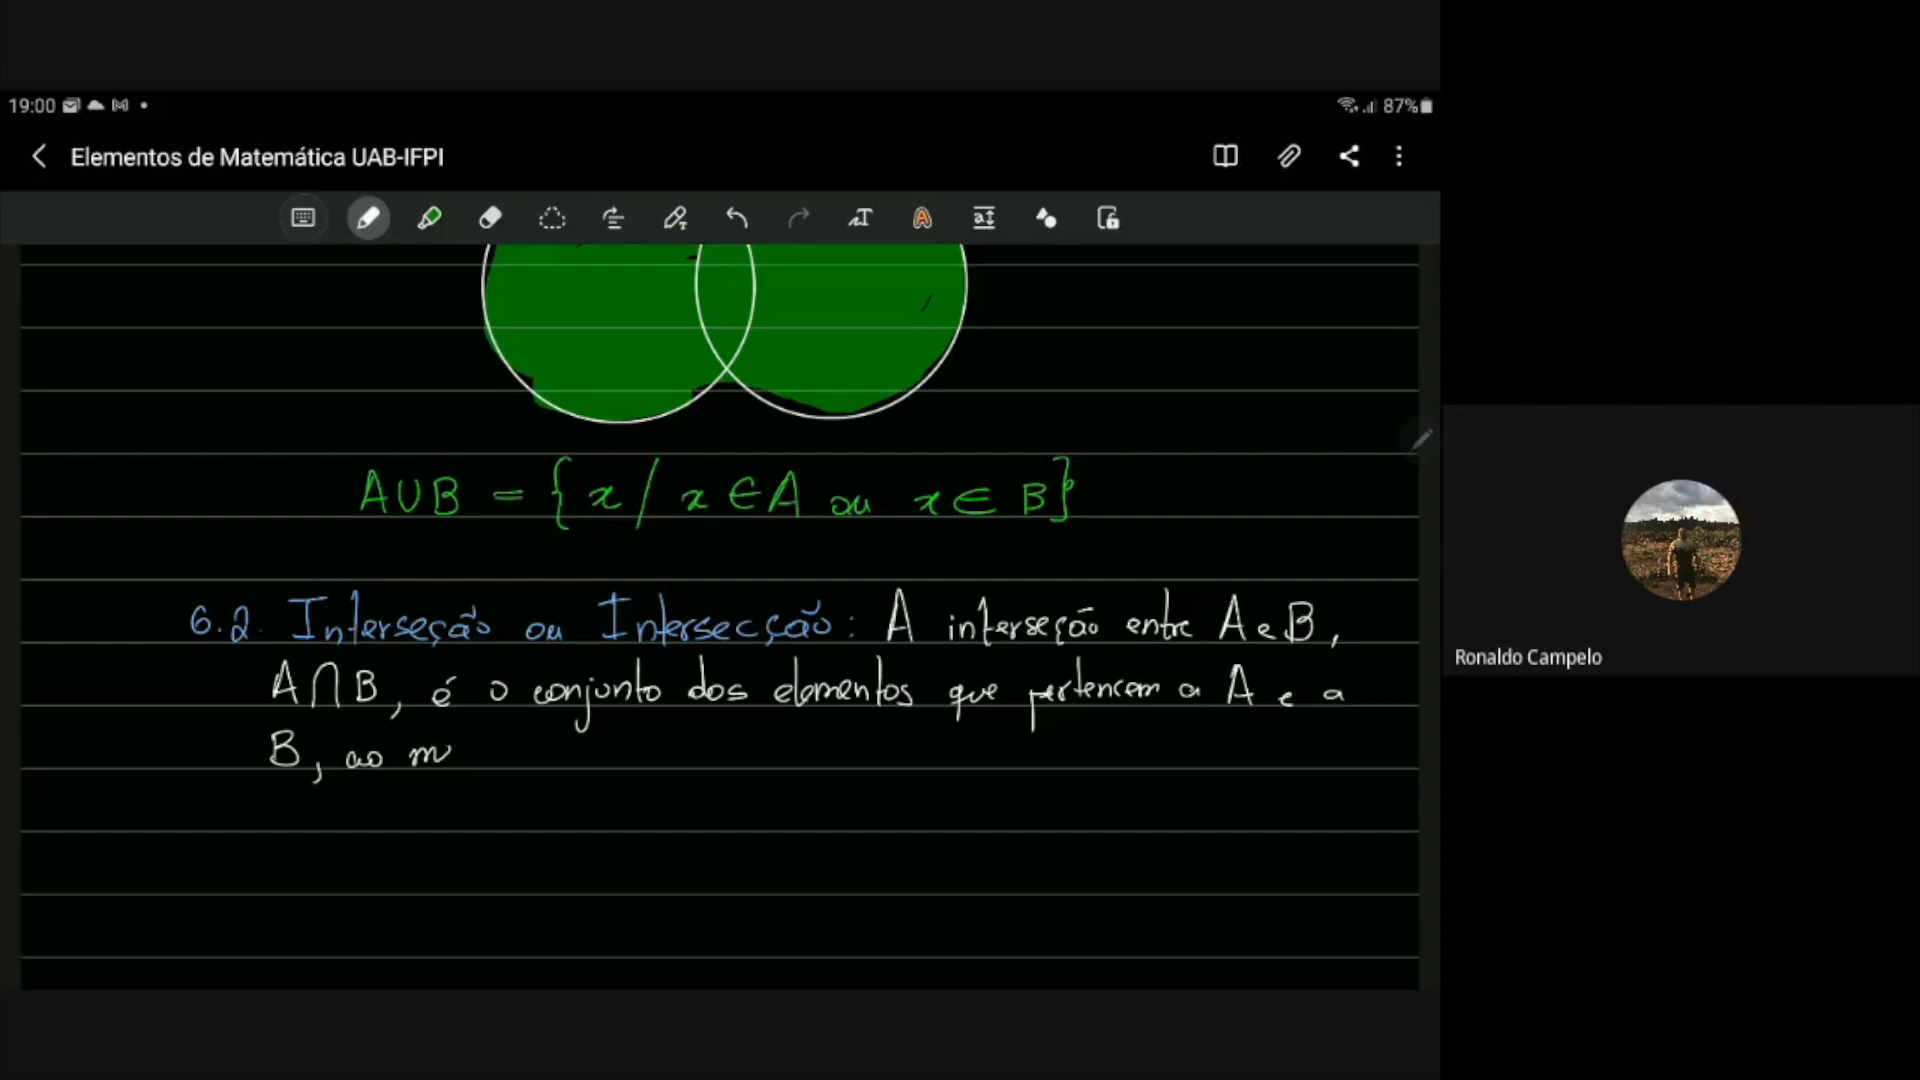 19:00
87%
Elementos de Matemática UAB-IFPI
A∪B = {x / x ∈ A ou x ∈ B}
6.2. Interseção ou Intersecção: A interseção entre A e B,
A∩B, é o conjunto dos elementos que pertencem a A e a
B, ao m
Ronaldo Campelo